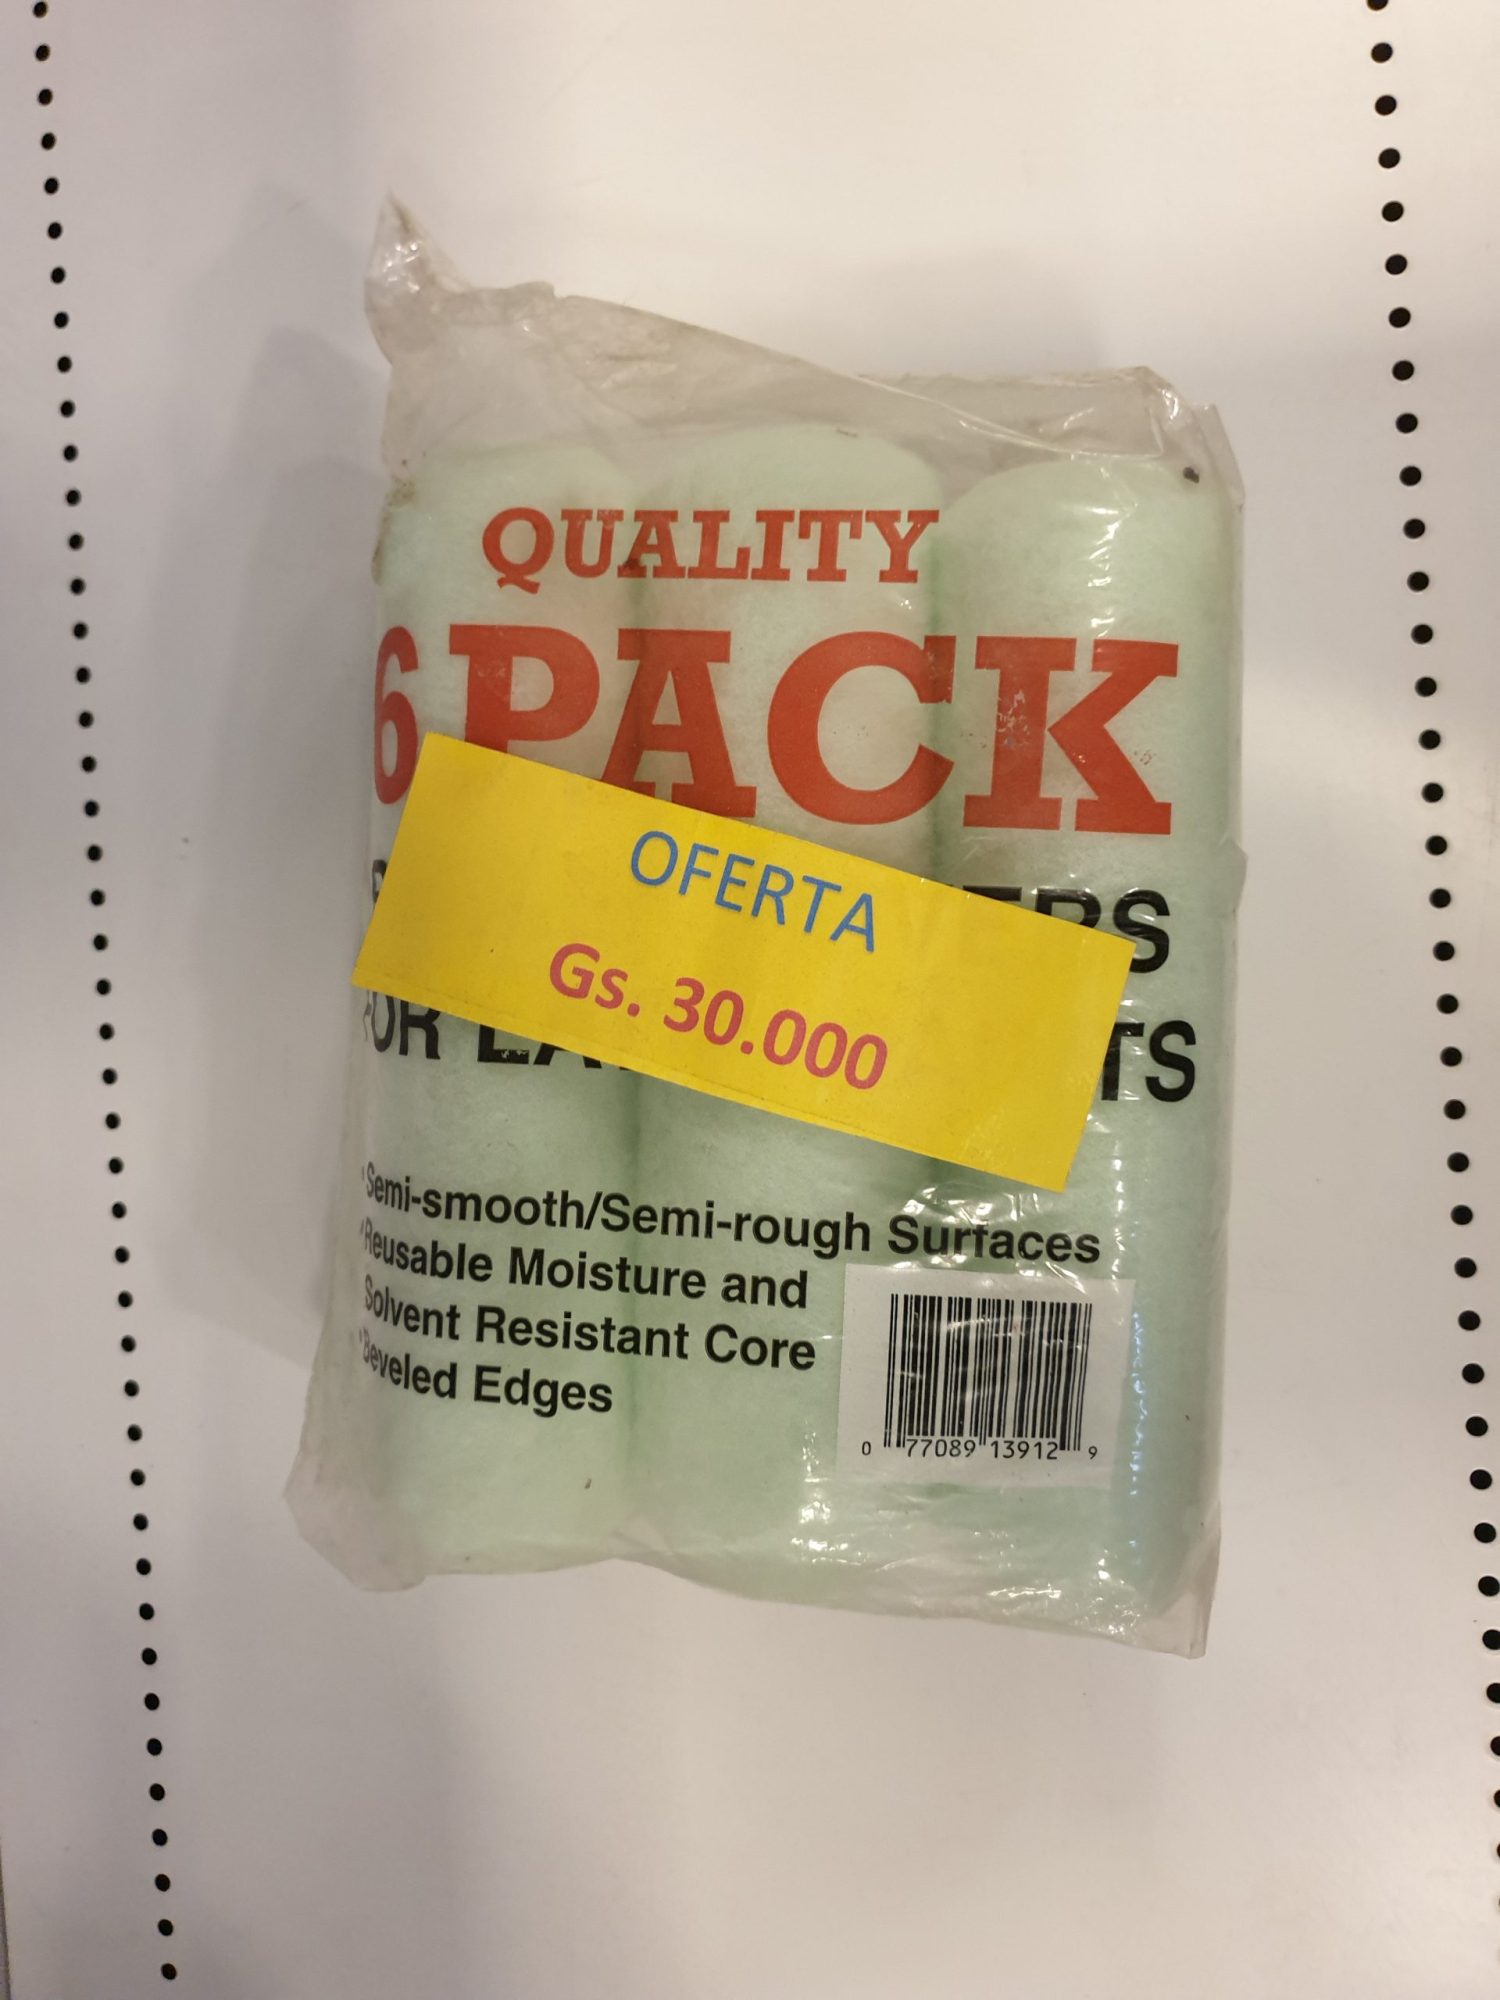 QUALITY
6 PACK
OFERTA
Gs. 30.000
•Semi-smooth/Semi-rough Surfaces
•Reusable Moisture and
Solvent Resistant Core
•Beveled Edges
0 77089 13912 9